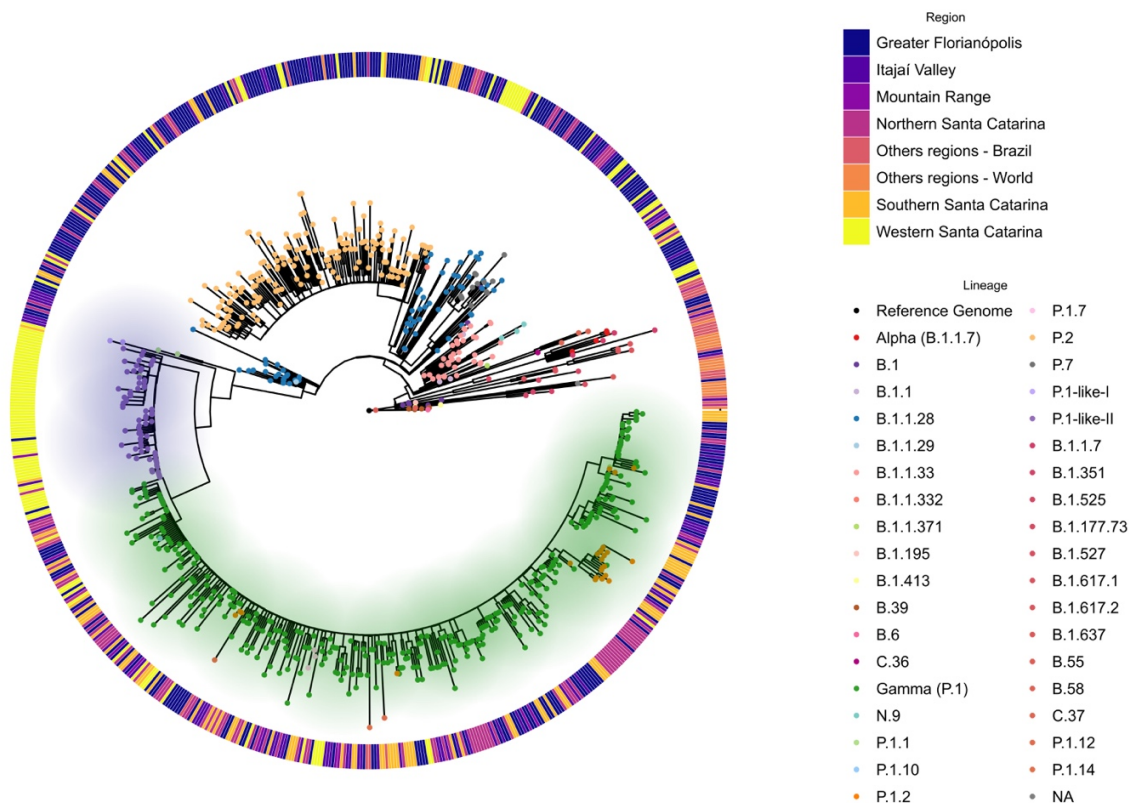 Region
Greater Florianópolis
Itajaí Valley
Mountain Range
Northern Santa Catarina
Others regions - Brazil
Others regions - World
Southern Santa Catarina
Western Santa Catarina
Lineage
Reference Genome
Alpha (B.1.1.7)
B.1
B.1.1
B.1.1.28
B.1.1.29
B.1.1.33
B.1.1.332
B.1.1.371
B.1.195
B.1.413
B.39
B.6
C.36
Gamma (P.1)
N.9
P.1.1
P.1.10
P.1.2
P.1.7
P.2
P.7
P.1-like-I
P.1-like-II
B.1.1.7
B.1.351
B.1.525
B.1.177.73
B.1.527
B.1.617.1
B.1.617.2
B.1.637
B.55
B.58
C.37
P.1.12
P.1.14
NA